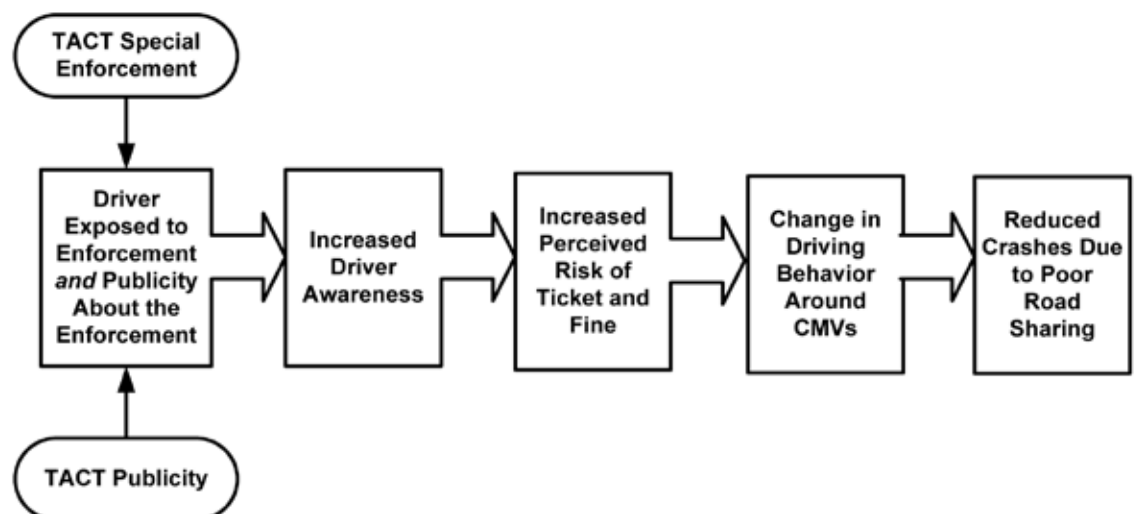 TACT Special
Enforcement
Driver
Exposed to
Enforcement
and Publicity
About the
Enforcement
Increased
Driver
Awareness
Increased
Perceived
Risk of
Ticket and
Fine
Change in
Driving
Behavior
Around
CMVs
Reduced
Crashes Due
to Poor
Road
Sharing
TACT Publicity